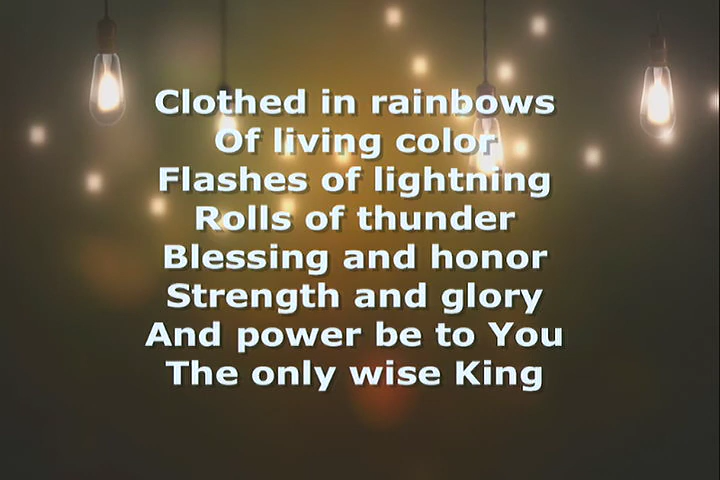 Clothed in rainbows
Of living color
Flashes of lightning
Rolls of thunder
Blessing and honor
Strength and glory
And power be to You
The only wise King